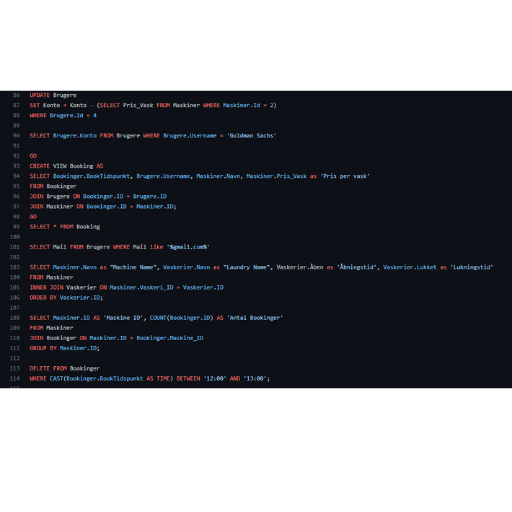 86 UPDATE Brugere
87 SET Konto = Konto - (SELECT Pris_Vask FROM Maskiner WHERE Maskiner.Id = 2)
88 WHERE Brugere.Id = 4
89
90 SELECT Brugere.Konto FROM Brugere WHERE Brugere.Username = 'Goldman Sachs'
91
92 GO
93 CREATE VIEW Booking AS
94 SELECT Bookinger.BookTidspunkt, Brugere.Username, Maskiner.Navn, Maskiner.Pris_Vask as 'Pris per vask'
95 FROM Bookinger
96 JOIN Brugere ON Bookinger.ID = Brugere.ID
97 JOIN Maskiner ON Bookinger.ID = Maskiner.ID;
98 GO
99 SELECT * FROM Booking
100
101 SELECT Mail FROM Brugere WHERE Mail like '%gmail.com%'
102
103 SELECT Maskiner.Navn as "Machine Name", Vaskerier.Navn as "Laundry Name", Vaskerier.Åben as 'Åbningstid', Vaskerier.Lukket as 'Lukningstid'
104 FROM Maskiner
105 INNER JOIN Vaskerier ON Maskiner.Vaskeri_ID = Vaskerier.ID
106 ORDER BY Vaskerier.ID;
107
108 SELECT Maskiner.ID AS 'Maskine ID', COUNT(Bookinger.ID) AS 'Antal Bookinger'
109 FROM Maskiner
110 JOIN Bookinger ON Maskiner.ID = Bookinger.Maskine_ID
111 GROUP BY Maskiner.ID;
112
113 DELETE FROM Bookinger
114 WHERE CAST(Bookinger.BookTidspunkt AS TIME) BETWEEN '12:00' AND '13:00';